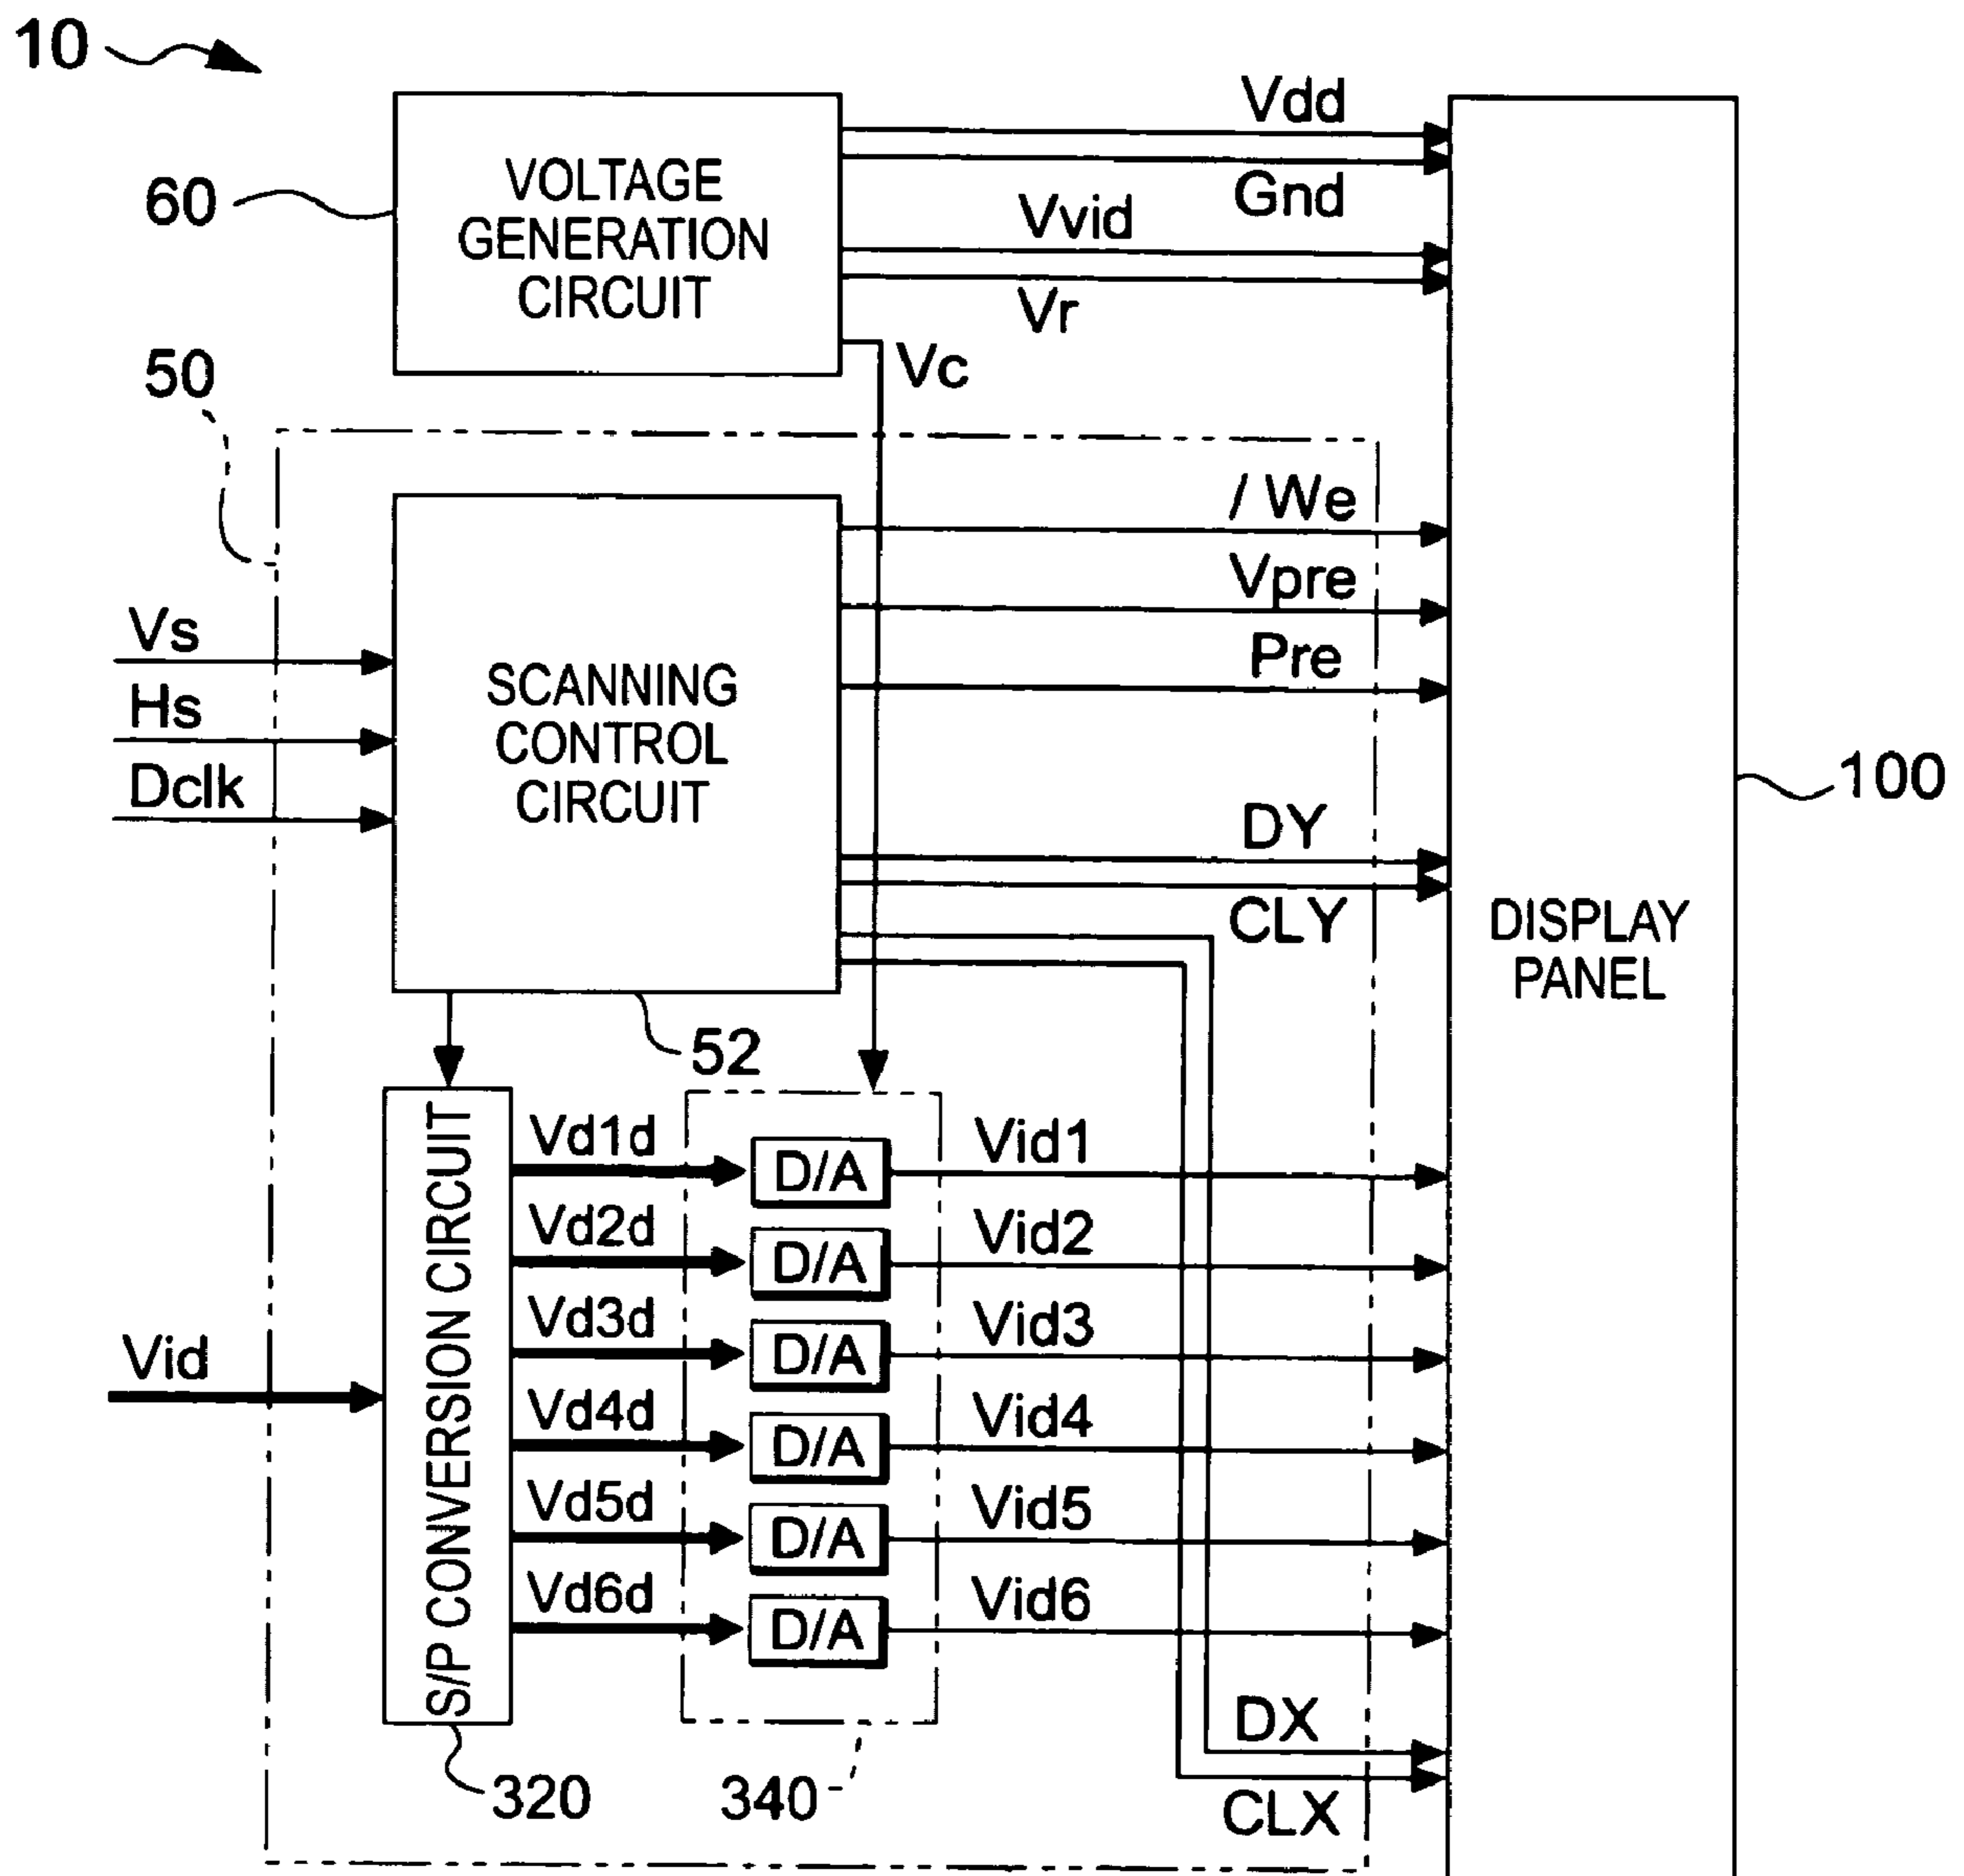 10
Vdd
60
VOLTAGE
GENERATION
CIRCUIT
Gnd
Vvid
Vr
50
Vc
/ We
Vpre
Vs
Pre
SCANNING
CONTROL
CIRCUIT
Hs
Dclk
100
DY
CLY
DISPLAY
PANEL
52
S/P CONVERSION CIRCUIT
Vd1d
D/A
Vid1
Vd2d
D/A
Vid2
Vd3d
D/A
Vid3
Vid
Vd4d
D/A
Vid4
Vd5d
D/A
Vid5
Vd6d
D/A
Vid6
DX
320
340
CLX